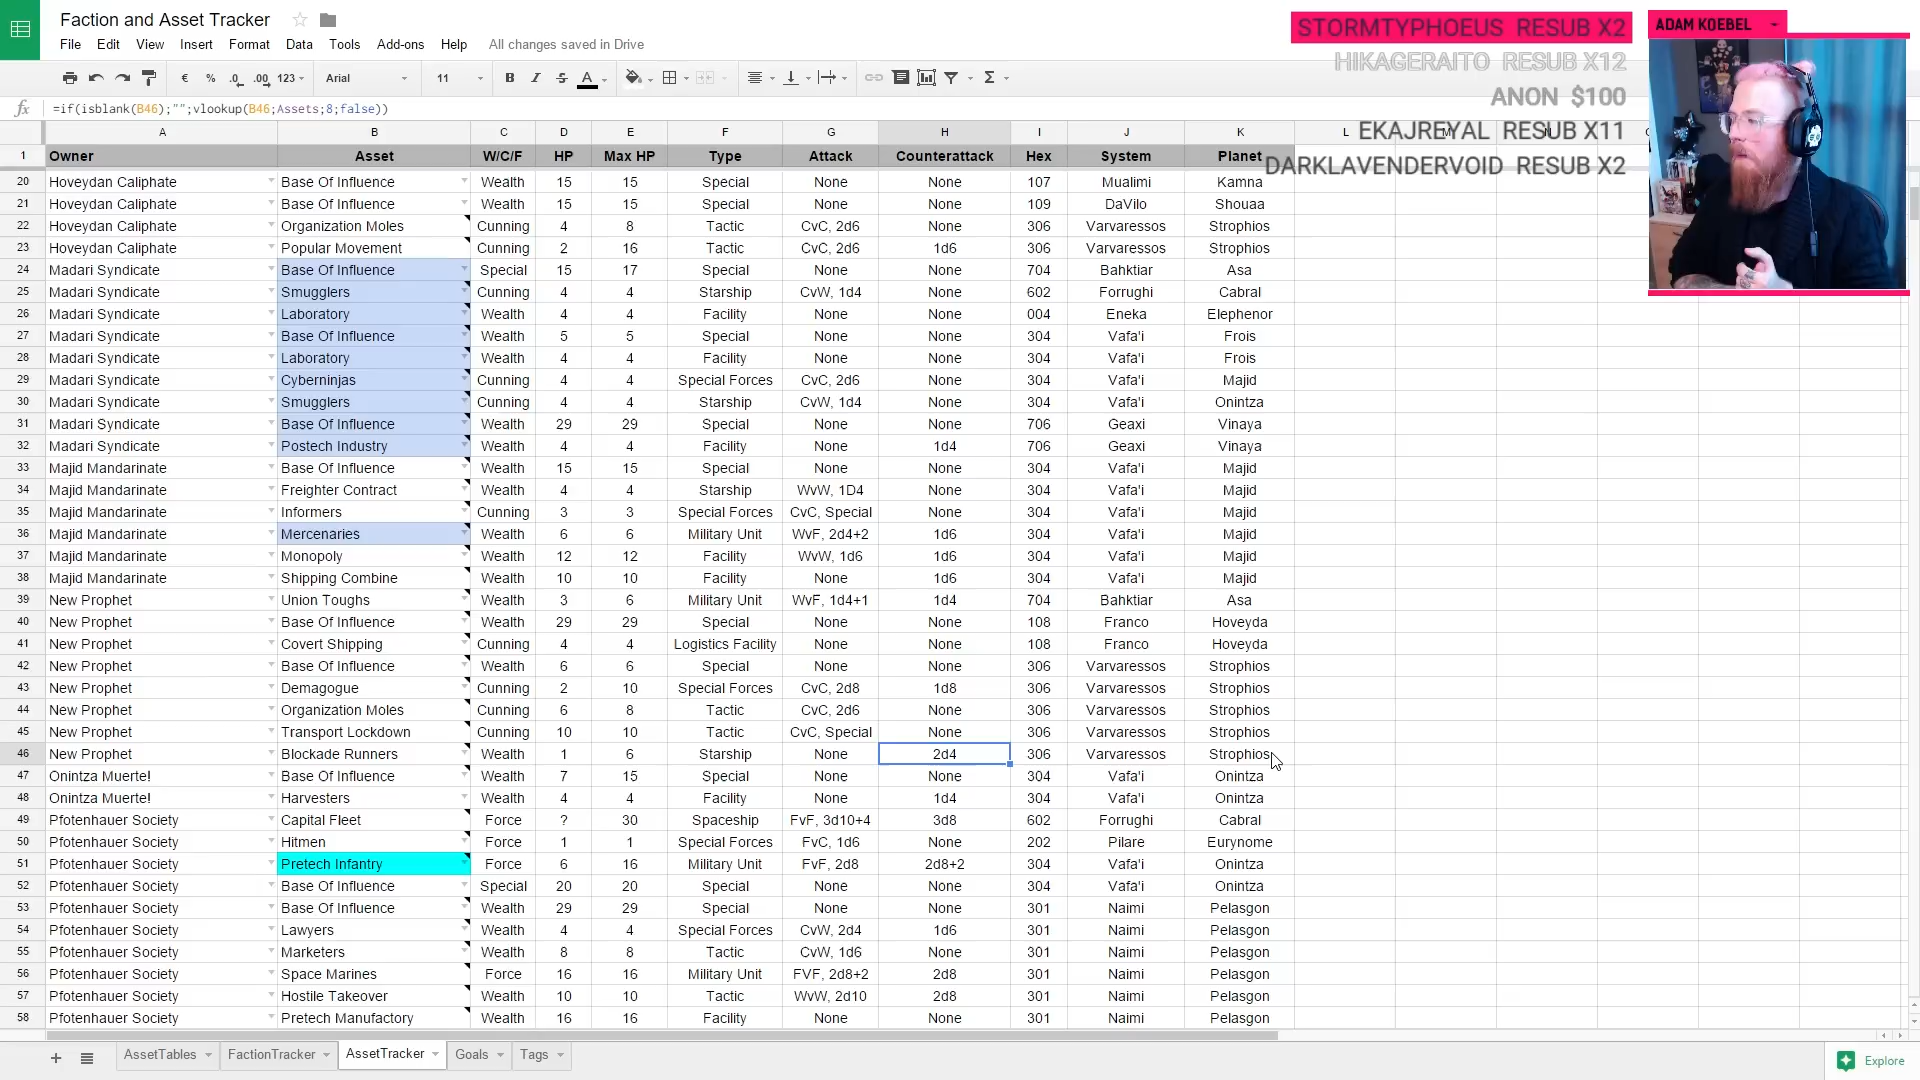 Faction and Asset Tracker
File Edit View Insert Format Data Tools Add-ons Help All changes saved in Drive
€ % .0 .00 123 Arial 11 B I S A Σ
fx =if(isblank(B46);"";vlookup(B46;Assets;8;false))
A B C D E F G H I J K L M N
1 Owner Asset W/C/F HP Max HP Type Attack Counterattack Hex System Planet
20 Hoveydan Caliphate Base Of Influence Wealth 15 15 Special None None 107 Mualimi Kamna
21 Hoveydan Caliphate Base Of Influence Wealth 15 15 Special None None 109 DaVilo Shouaa
22 Hoveydan Caliphate Organization Moles Cunning 4 8 Tactic CvC, 2d6 None 306 Varvaressos Strophios
23 Hoveydan Caliphate Popular Movement Cunning 2 16 Tactic CvC, 2d6 1d6 306 Varvaressos Strophios
24 Madari Syndicate Base Of Influence Special 15 17 Special None None 704 Bahktiar Asa
25 Madari Syndicate Smugglers Cunning 4 4 Starship CvW, 1d4 None 602 Forrughi Cabral
26 Madari Syndicate Laboratory Wealth 4 4 Facility None None 004 Eneka Elephenor
27 Madari Syndicate Base Of Influence Wealth 5 5 Special None None 304 Vafa'i Frois
28 Madari Syndicate Laboratory Wealth 4 4 Facility None None 304 Vafa'i Frois
29 Madari Syndicate Cyberninjas Cunning 4 4 Special Forces CvC, 2d6 None 304 Vafa'i Majid
30 Madari Syndicate Smugglers Cunning 4 4 Starship CvW, 1d4 None 304 Vafa'i Onintza
31 Madari Syndicate Base Of Influence Wealth 29 29 Special None None 706 Geaxi Vinaya
32 Madari Syndicate Postech Industry Wealth 4 4 Facility None 1d4 706 Geaxi Vinaya
33 Majid Mandarinate Base Of Influence Wealth 15 15 Special None None 304 Vafa'i Majid
34 Majid Mandarinate Freighter Contract Wealth 4 4 Starship WvW, 1D4 None 304 Vafa'i Majid
35 Majid Mandarinate Informers Cunning 3 3 Special Forces CvC, Special None 304 Vafa'i Majid
36 Majid Mandarinate Mercenaries Wealth 6 6 Military Unit WvF, 2d4+2 1d6 304 Vafa'i Majid
37 Majid Mandarinate Monopoly Wealth 12 12 Facility WvW, 1d6 1d6 304 Vafa'i Majid
38 Majid Mandarinate Shipping Combine Wealth 10 10 Facility None 1d6 304 Vafa'i Majid
39 New Prophet Union Toughs Wealth 3 6 Military Unit WvF, 1d4+1 1d4 704 Bahktiar Asa
40 New Prophet Base Of Influence Wealth 29 29 Special None None 108 Franco Hoveyda
41 New Prophet Covert Shipping Cunning 4 4 Logistics Facility None None 108 Franco Hoveyda
42 New Prophet Base Of Influence Wealth 6 6 Special None None 306 Varvaressos Strophios
43 New Prophet Demagogue Cunning 2 10 Special Forces CvC, 2d8 1d8 306 Varvaressos Strophios
44 New Prophet Organization Moles Cunning 6 8 Tactic CvC, 2d6 None 306 Varvaressos Strophios
45 New Prophet Transport Lockdown Cunning 10 10 Tactic CvC, Special None 306 Varvaressos Strophios
46 New Prophet Blockade Runners Wealth 1 6 Starship None 2d4 306 Varvaressos Strophios
47 Onintza Muerte! Base Of Influence Wealth 7 15 Special None None 304 Vafa'i Onintza
48 Onintza Muerte! Harvesters Wealth 4 4 Facility None 1d4 304 Vafa'i Onintza
49 Pfotenhauer Society Capital Fleet Force ? 30 Spaceship FvF, 3d10+4 3d8 602 Forrughi Cabral
50 Pfotenhauer Society Hitmen Force 1 1 Special Forces FvC, 1d6 None 202 Pilare Eurynome
51 Pfotenhauer Society Pretech Infantry Force 6 16 Military Unit FvF, 2d8 2d8+2 304 Vafa'i Onintza
52 Pfotenhauer Society Base Of Influence Special 20 20 Special None None 304 Vafa'i Onintza
53 Pfotenhauer Society Base Of Influence Wealth 29 29 Special None None 301 Naimi Pelasgon
54 Pfotenhauer Society Lawyers Wealth 4 4 Special Forces CvW, 2d4 1d6 301 Naimi Pelasgon
55 Pfotenhauer Society Marketers Wealth 8 8 Tactic CvW, 1d6 None 301 Naimi Pelasgon
56 Pfotenhauer Society Space Marines Force 16 16 Military Unit FVF, 2d8+2 2d8 301 Naimi Pelasgon
57 Pfotenhauer Society Hostile Takeover Wealth 10 10 Tactic WvW, 2d10 2d8 301 Naimi Pelasgon
58 Pfotenhauer Society Pretech Manufactory Wealth 16 16 Facility None None 301 Naimi Pelasgon
+ AssetTables FactionTracker AssetTracker Goals Tags Explore
STORMTYPHOEUS RESUB X2
HIKAGERAITO RESUB X12
ANON $100
EKAJREYAL RESUB X11
DARKLAVENDERVOID RESUB X2
ADAM KOEBEL